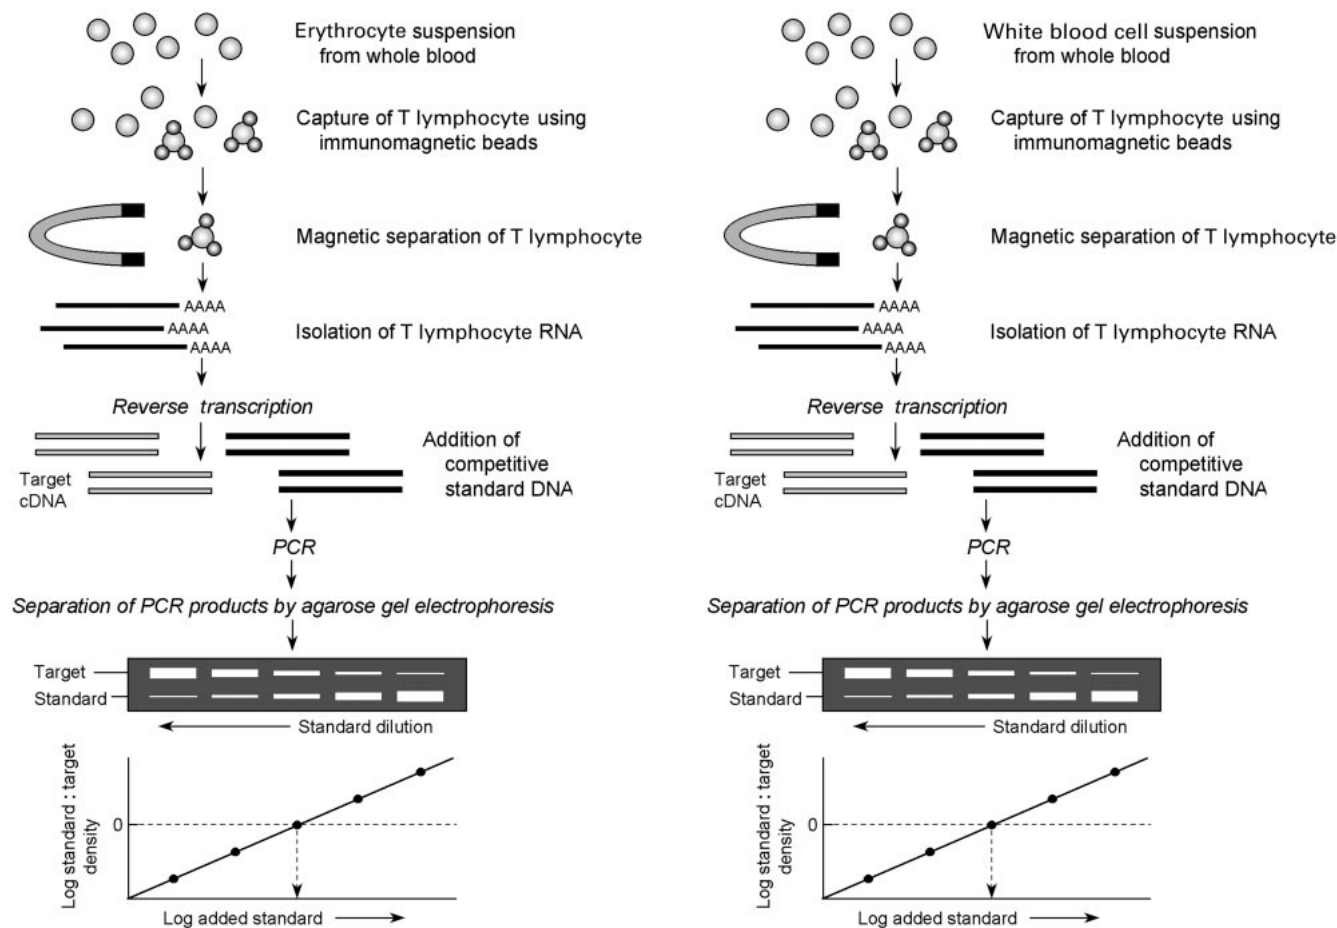 Erythrocyte suspension
from whole blood
Capture of T lymphocyte using
immunomagnetic beads
Magnetic separation of T lymphocyte
AAAA
AAAA
AAAA
Isolation of T lymphocyte RNA
Reverse transcription
Target
cDNA
Addition of
competitive
standard DNA
PCR
Separation of PCR products by agarose gel electrophoresis
Target
Standard
Standard dilution
Log standard : target
density
0
Log added standard
White blood cell suspension
from whole blood
Capture of T lymphocyte using
immunomagnetic beads
Magnetic separation of T lymphocyte
AAAA
AAAA
AAAA
Isolation of T lymphocyte RNA
Reverse transcription
Target
cDNA
Addition of
competitive
standard DNA
PCR
Separation of PCR products by agarose gel electrophoresis
Target
Standard
Standard dilution
Log standard : target
density
0
Log added standard